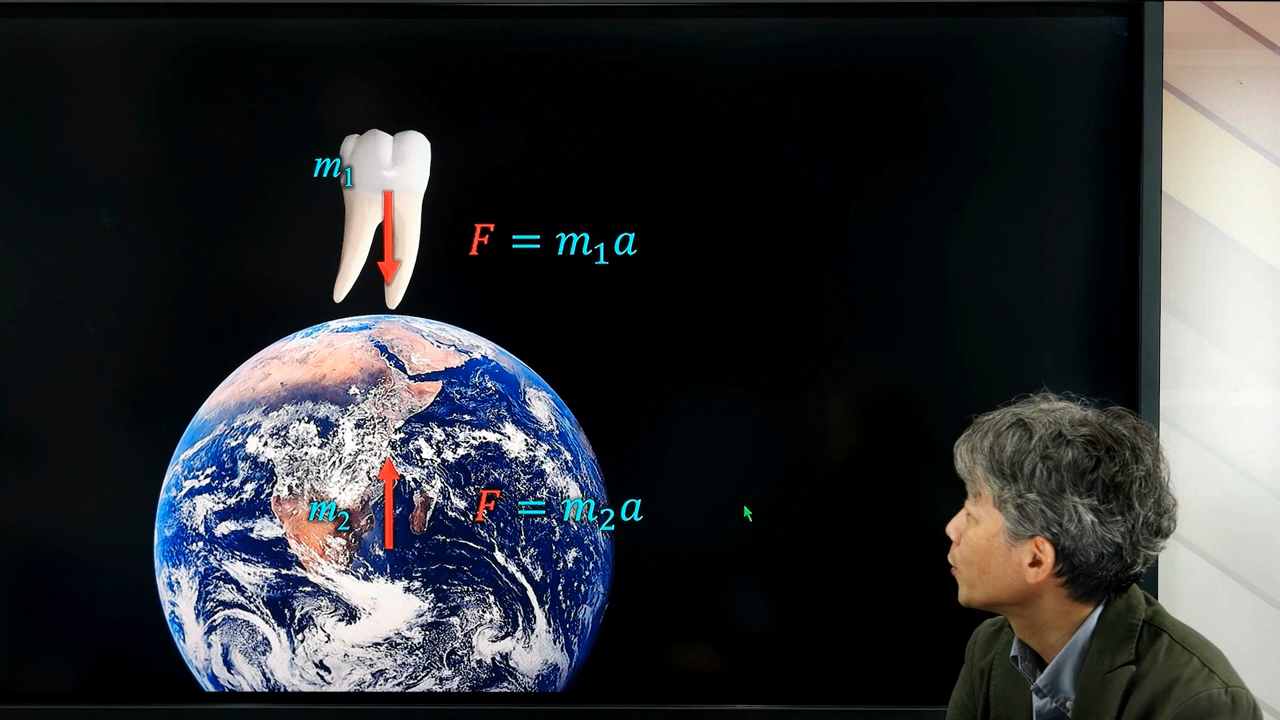 m₁
F = m₁a
m₂
F = m₂a